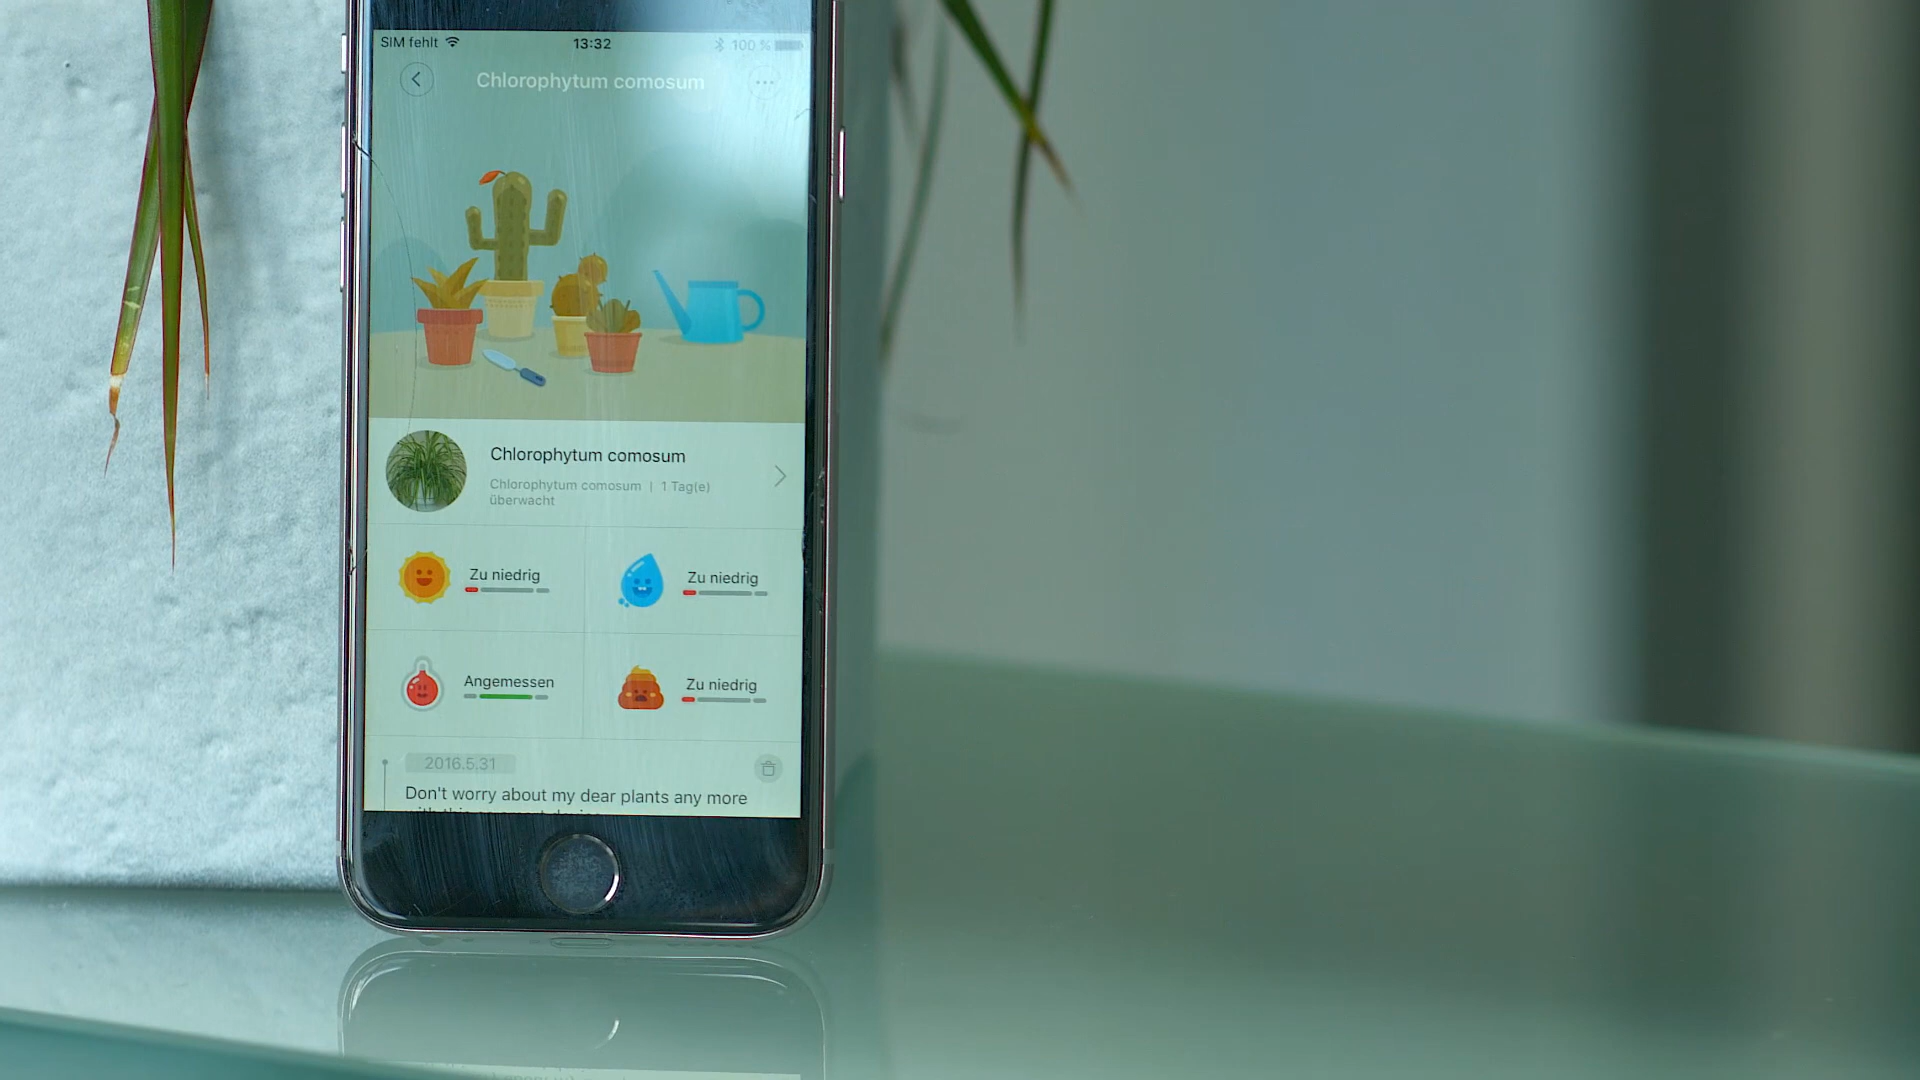 SIM fehlt 13:32 100 %
Chlorophytum comosum
Chlorophytum comosum
Chlorophytum comosum | 1 Tag(e)
überwacht
Zu niedrig
Zu niedrig
Angemessen
Zu niedrig
2016.5.31
Don't worry about my dear plants any more